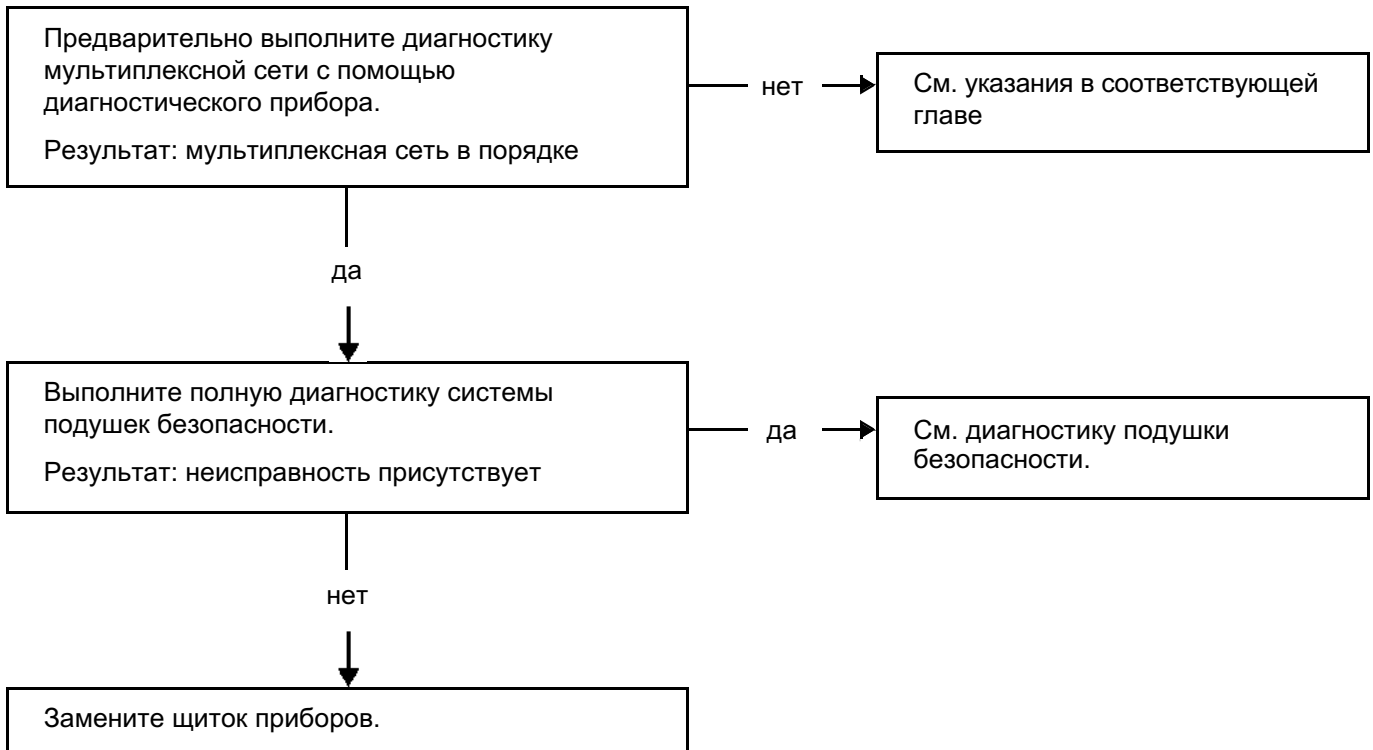 Предварительно выполните диагностику
мультиплексной сети с помощью
диагностического прибора.
Результат: мультиплексная сеть в порядке
нет
См. указания в соответствующей
главе
да
Выполните полную диагностику системы
подушек безопасности.
Результат: неисправность присутствует
да
См. диагностику подушки
безопасности.
нет
Замените щиток приборов.